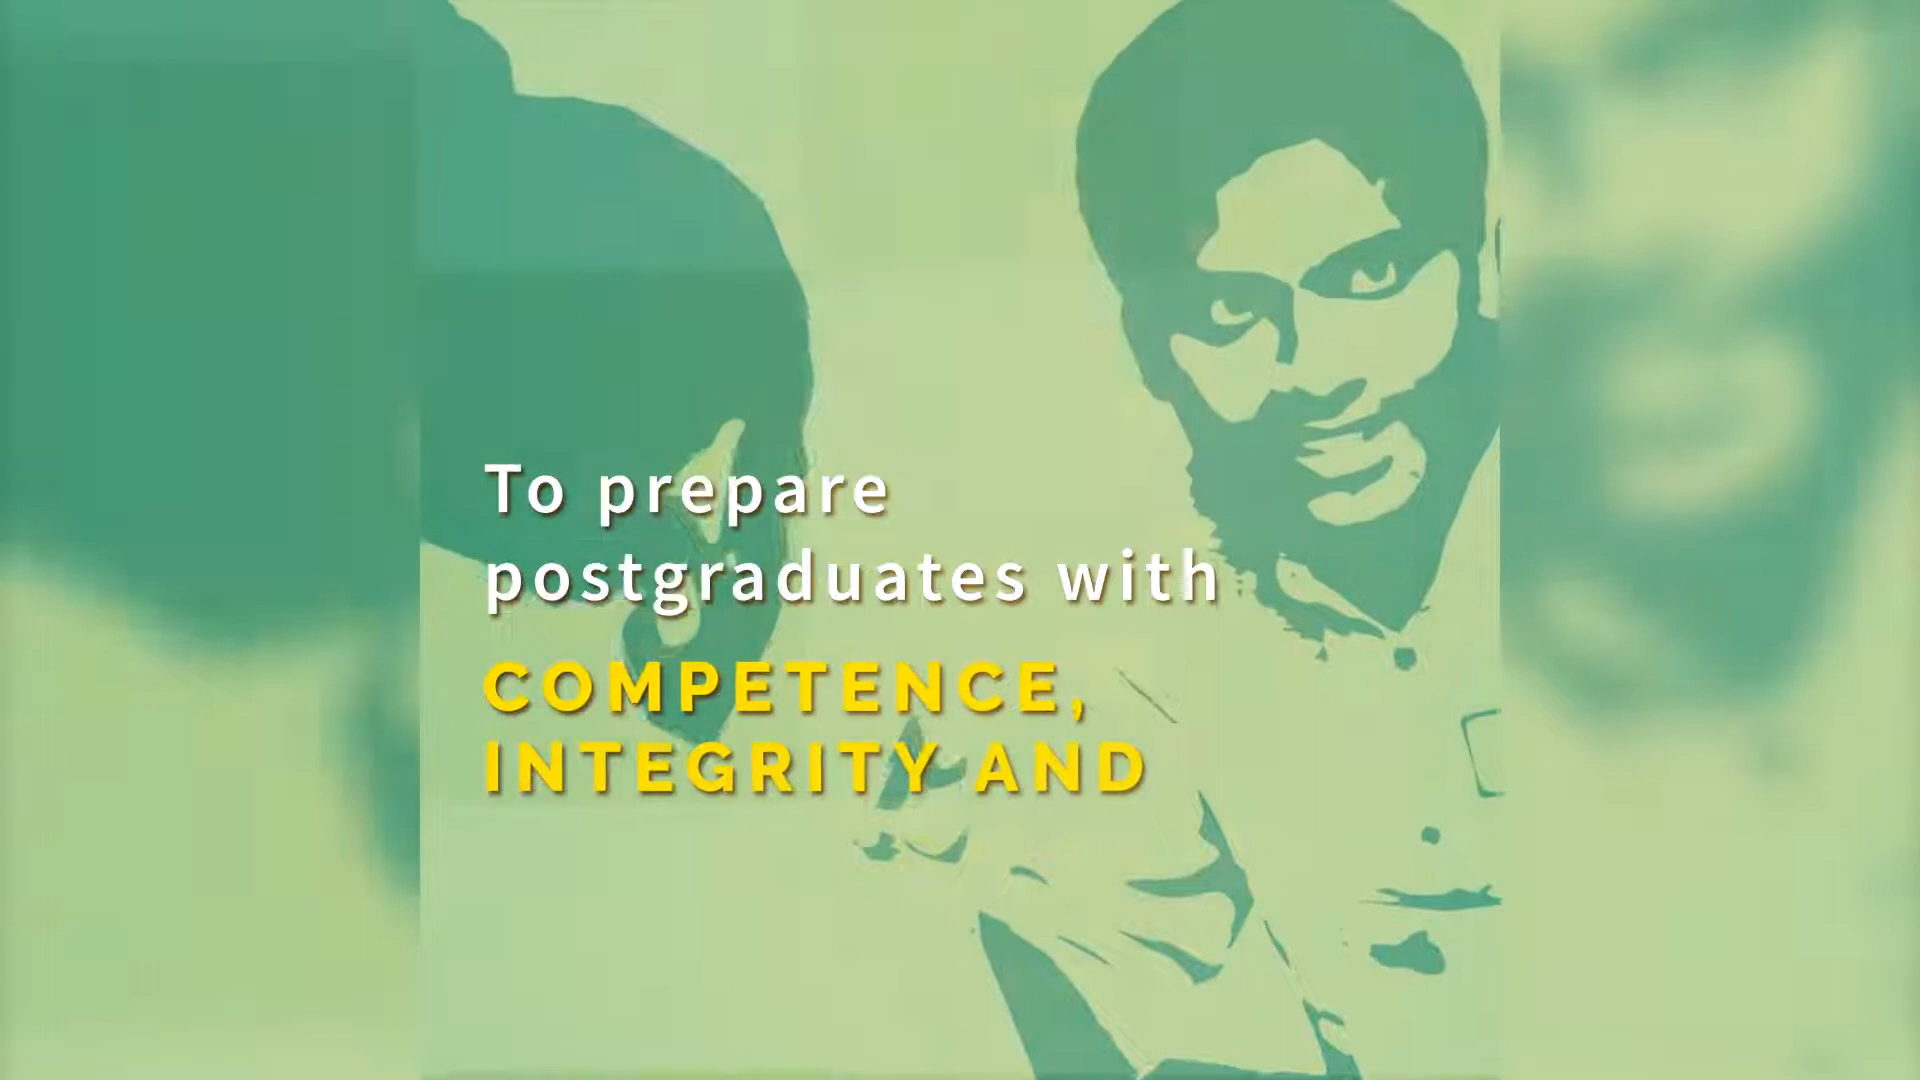 To prepare
postgraduates with
COMPETENCE,
INTEGRITY AND